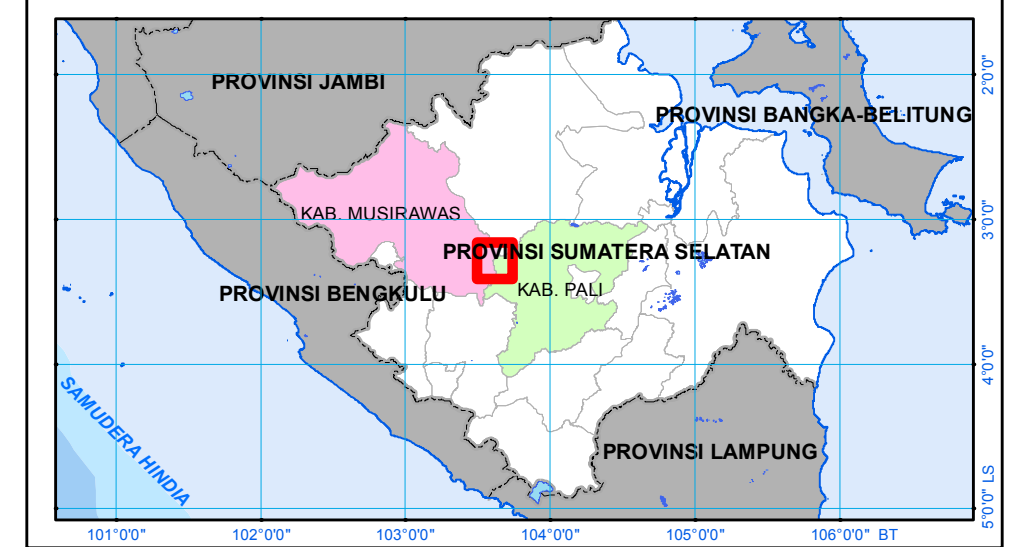 PROVINSI JAMBI
PROVINSI BANGKA-BELITUNG
KAB. MUSIRAWAS
PROVINSI SUMATERA SELATAN
KAB. PALI
PROVINSI BENGKULU
SAMUDERA HINDIA
PROVINSI LAMPUNG
2°0'0"
3°0'0"
4°0'0"
5°0'0" LS
101°0'0"
102°0'0"
103°0'0"
104°0'0"
105°0'0"
106°0'0" BT